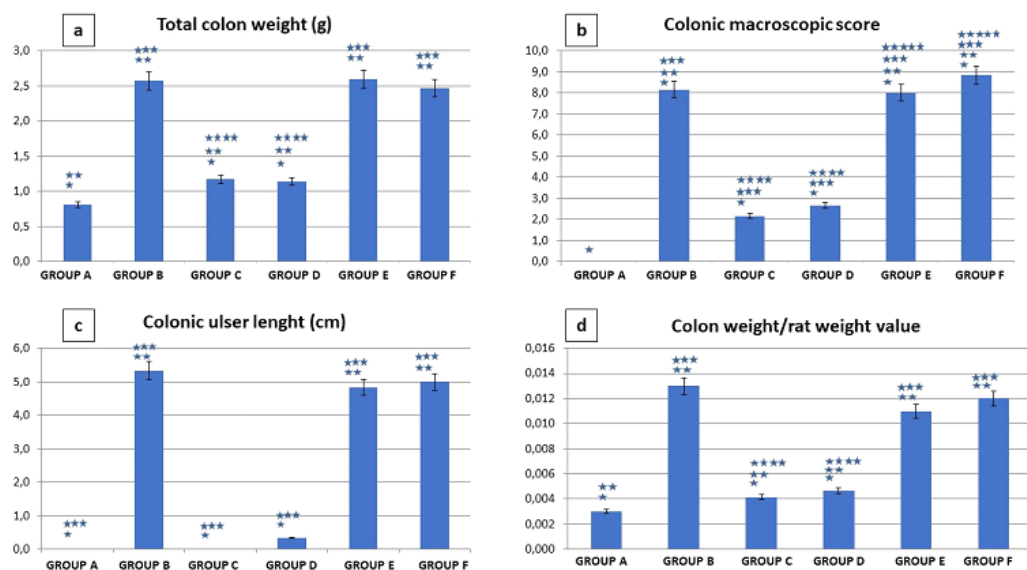 a
Total colon weight (g)
3,0
2,5
2,0
1,5
1,0
0,5
0,0
GROUP A GROUP B GROUP C GROUP D GROUP E GROUP F
b
Colonic macroscopic score
10,0
9,0
8,0
7,0
6,0
5,0
4,0
3,0
2,0
1,0
0,0
GROUP A GROUP B GROUP C GROUP D GROUP E GROUP F
c
Colonic ulser lenght (cm)
6,0
5,0
4,0
3,0
2,0
1,0
0,0
GROUP A GROUP B GROUP C GROUP D GROUP E GROUP F
d
Colon weight/rat weight value
0,016
0,014
0,012
0,010
0,008
0,006
0,004
0,002
0,000
GROUP A GROUP B GROUP C GROUP D GROUP E GROUP F